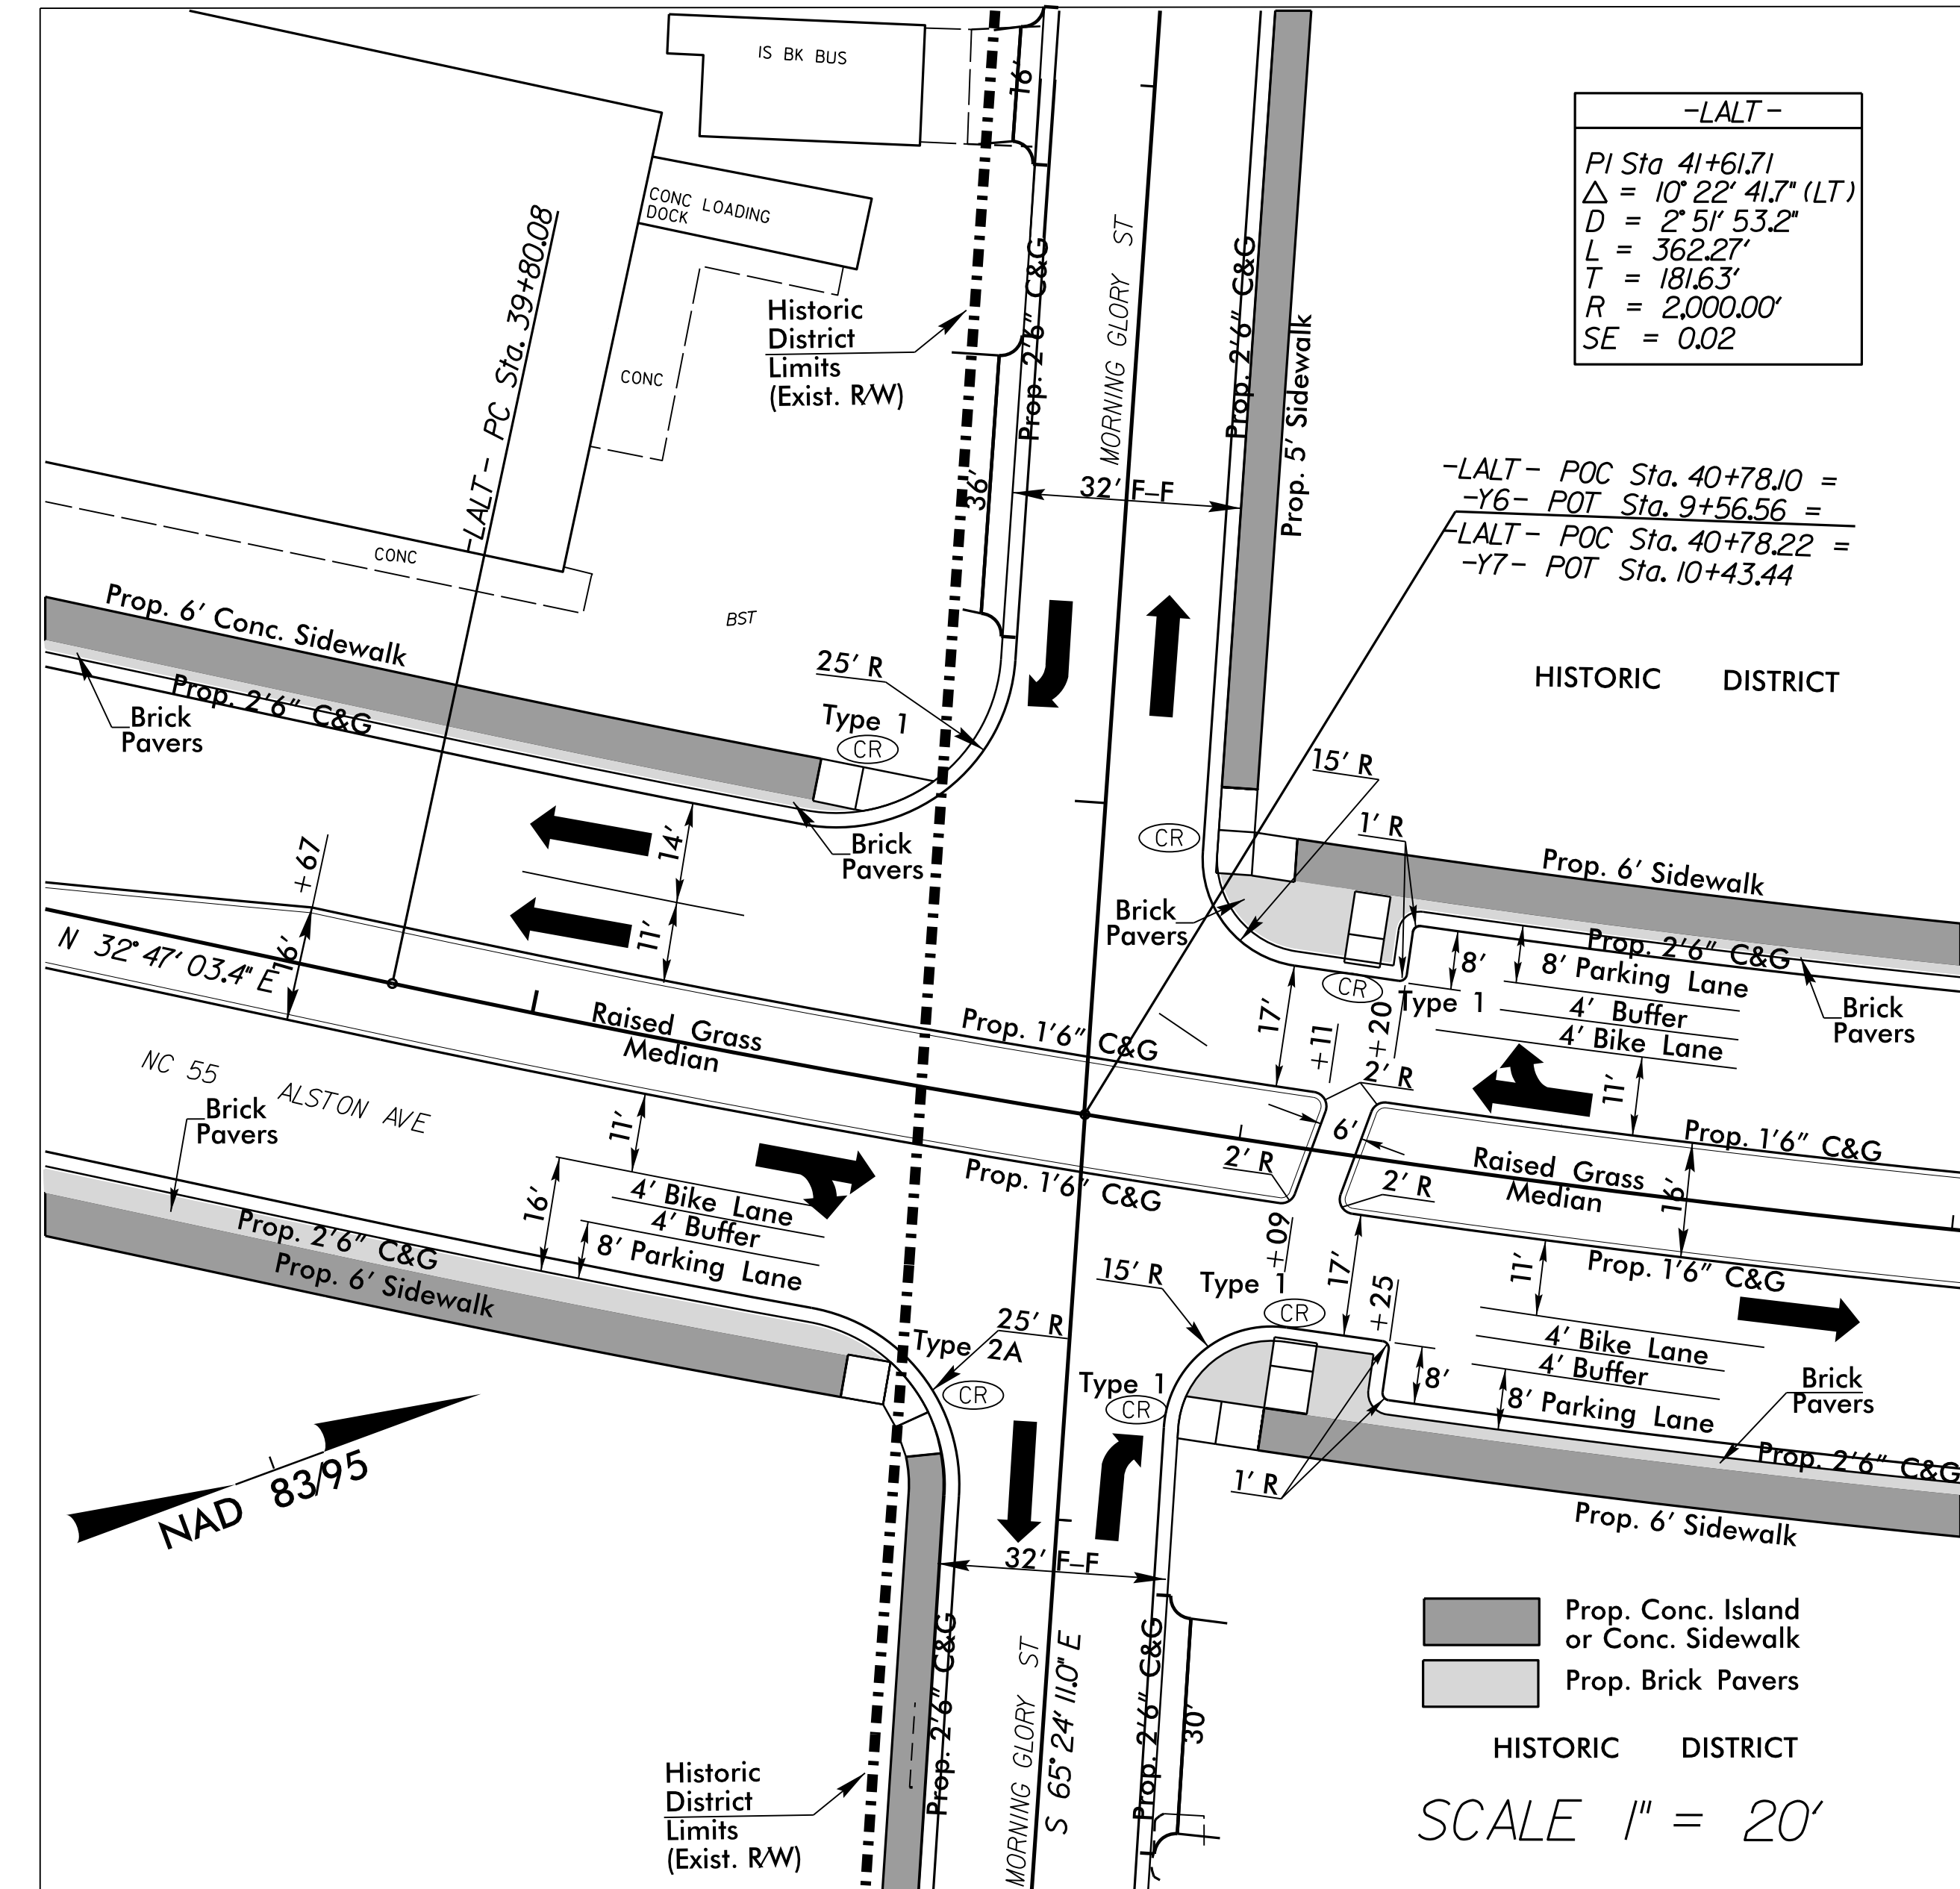 IS BK BUS
16'
-LALT-
PI Sta 41+61.71
Δ = 10° 22' 41.7" (LT)
D = 2° 51' 53.2"
L = 362.27'
T = 181.63'
R = 2,000.00'
SE = 0.02
CONC LOADING
DOCK
-LALT- PC Sta. 39+80.08
CONC
Historic
District
Limits
(Exist. R/W)
Prop. 2'6" C&G
MORNING GLORY ST
Prop. 2'6" C&G
Prop. 5' Sidewalk
36'
32' F-F
-LALT- POC Sta. 40+78.10 =
-Y6- POT Sta. 9+56.56 =
-LALT- POC Sta. 40+78.22 =
-Y7- POT Sta. 10+43.44
CONC
Prop. 6' Conc. Sidewalk
BST
25' R
HISTORIC DISTRICT
Prop. 2'6" C&G
Brick
Pavers
Type 1
CR
15' R
1' R
CR
14'
Brick
Pavers
Prop. 6' Sidewalk
+67
11'
16'
Brick
Pavers
Prop. 2'6" C&G
8'
8' Parking Lane
N 32° 47' 03.4" E
CR
Type 1
Brick
Pavers
4' Buffer
4' Bike Lane
Raised Grass
Median
Prop. 1'6" C&G
17'
+11
+20
2' R
11'
NC 55 ALSTON AVE
Brick
Pavers
11'
6'
Prop. 1'6" C&G
2' R
Raised Grass
Median
2' R
16'
Prop. 1'6" C&G
16'
4' Bike Lane
4' Buffer
8' Parking Lane
Prop. 2'6" C&G
Prop. 6' Sidewalk
+09
17'
+25
11'
Prop. 1'6" C&G
15' R
Type 1
CR
25' R
Type 2A
CR
Type 1
CR
4' Bike Lane
4' Buffer
8'
8' Parking Lane
Brick
Pavers
Prop. 2'6" C&G
1' R
Prop. 6' Sidewalk
NAD 83/95
32' F-F
Prop. Conc. Island
or Conc. Sidewalk
Prop. Brick Pavers
Prop. 2'6" C&G
MORNING GLORY ST
S 65° 24' 11.0" E
Prop. 2'6" C&G
30'
HISTORIC DISTRICT
Historic
District
Limits
(Exist. R/W)
SCALE 1" = 20'